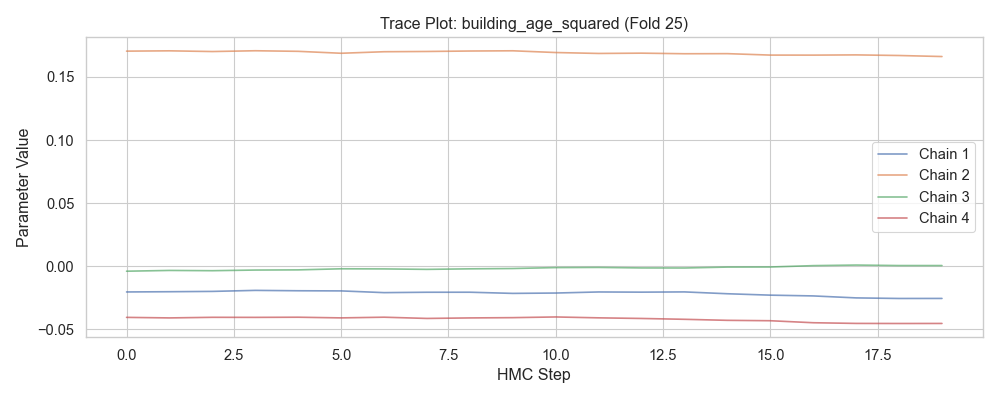 Trace Plot: building_age_squared (Fold 25)
Parameter Value
0.15
0.10
0.05
0.00
−0.05
Chain 1
Chain 2
Chain 3
Chain 4
0.0 2.5 5.0 7.5 10.0 12.5 15.0 17.5
HMC Step